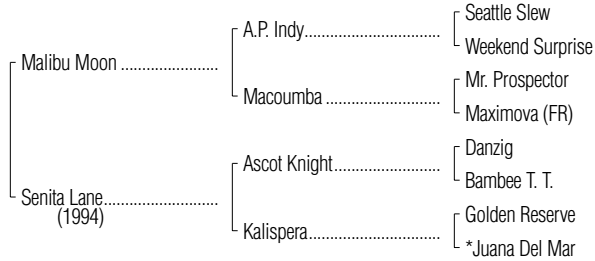 Seattle Slew
A.P. Indy
Weekend Surprise
Malibu Moon
Mr. Prospector
Macoumba
Maximova (FR)
Danzig
Ascot Knight
Bambee T. T.
Senita Lane
(1994)
Golden Reserve
Kalispera
*Juana Del Mar